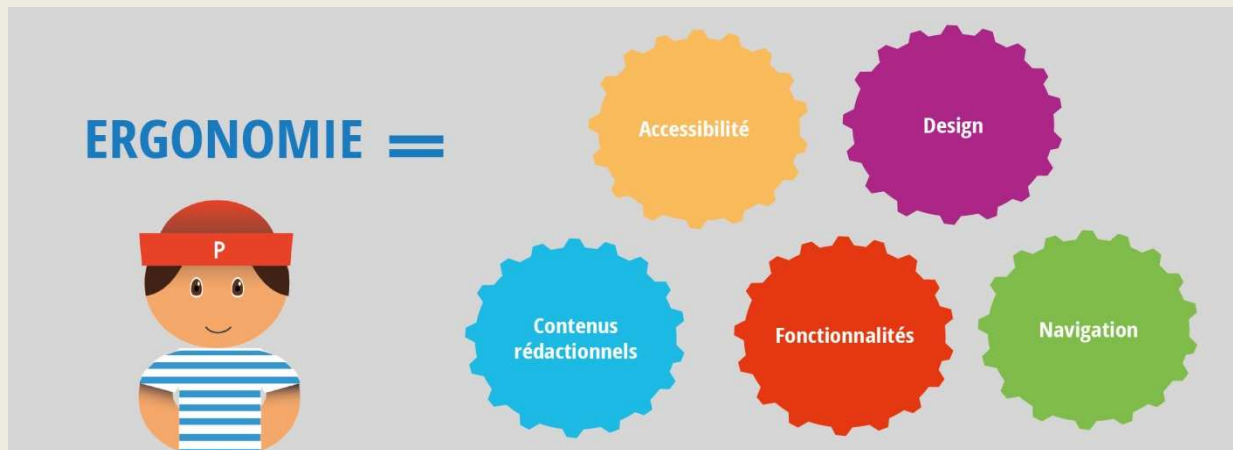 ERGONOMIE =
Accessibilité
Design
P
Contenus
rédactionnels
Fonctionnalités
Navigation